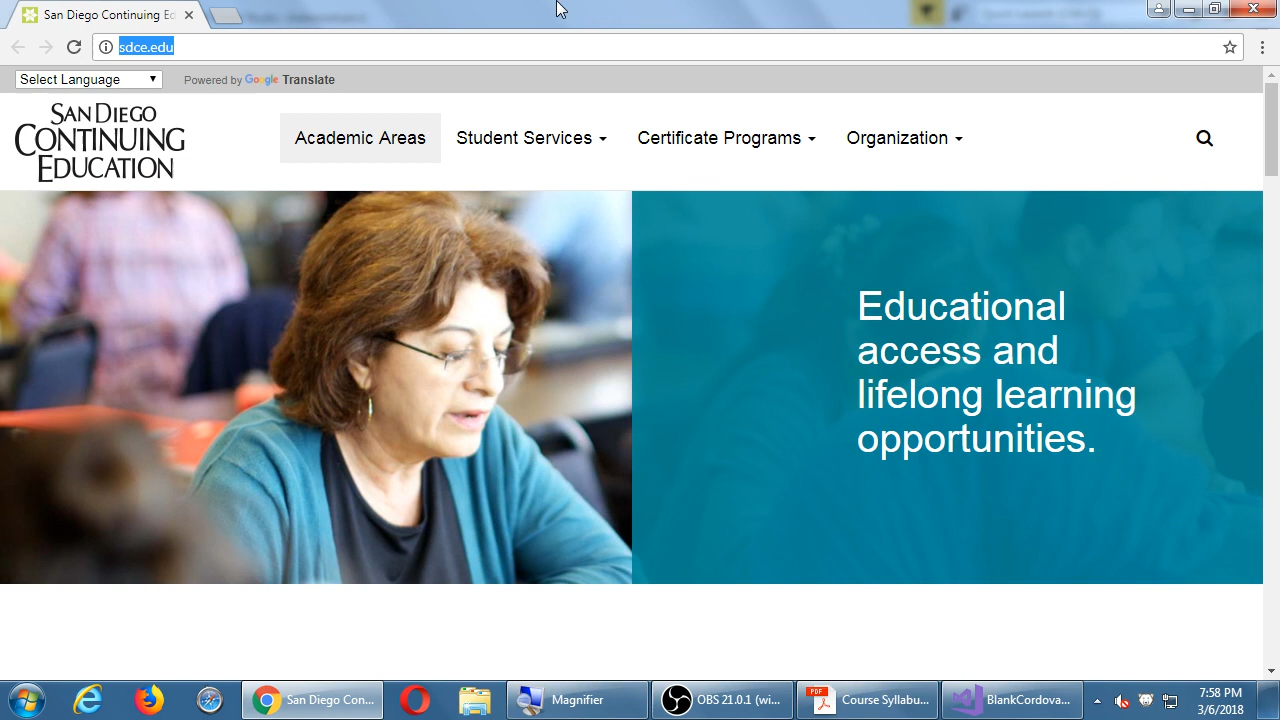 San Diego Continuing Ed
sdce.edu
Select Language
Powered by Google Translate
SAN DIEGO
CONTINUING
EDUCATION
Academic Areas
Student Services
Certificate Programs
Organization
Educational
access and
lifelong learning
opportunities.
San Diego Con...
Magnifier
OBS 21.0.1 (wi...
PDF
Course Syllabu...
BlankCordova...
7:58 PM
3/6/2018